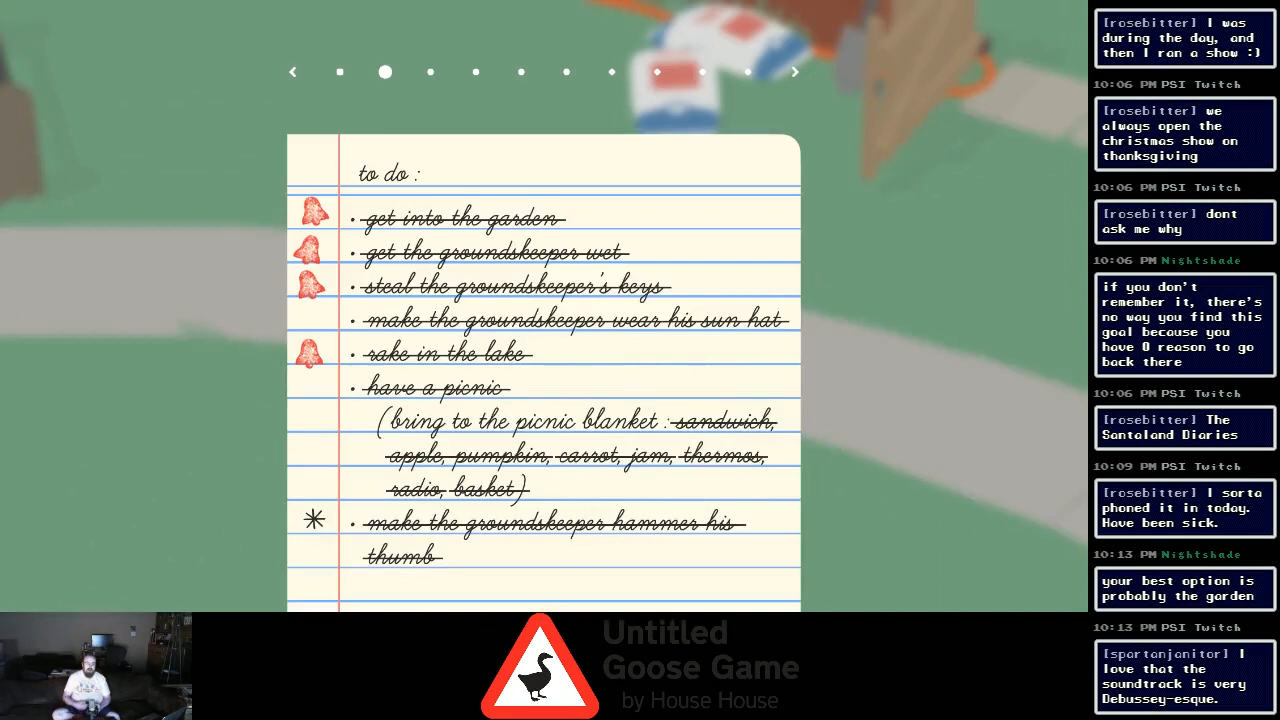 to do :
• get into the garden
• get the groundskeeper wet
• steal the groundskeeper's keys
• make the groundskeeper wear his sun hat
• rake in the lake
• have a picnic
(bring to the picnic blanket : sandwich,
apple, pumpkin, carrot, jam, thermos,
radio, basket)
• make the groundskeeper hammer his
thumb
Untitled
Goose Game
by House House
[rosebitter] I was
during the day, and
then I ran a show :)
10:06 PM PSI Twitch
[rosebitter] we
always open the
christmas show on
thanksgiving
10:06 PM PSI Twitch
[rosebitter] dont
ask me why
10:06 PM Nightshade
if you don't
remember it, there's
no way you find this
goal because you
have 0 reason to go
back there
10:06 PM PSI Twitch
[rosebitter] The
Santaland Diaries
10:09 PM PSI Twitch
[rosebitter] I sorta
phoned it in today.
Have been sick.
10:13 PM Nightshade
your best option is
probably the garden
10:13 PM PSI Twitch
[spartanjanitor] I
love that the
soundtrack is very
Debussey-esque.